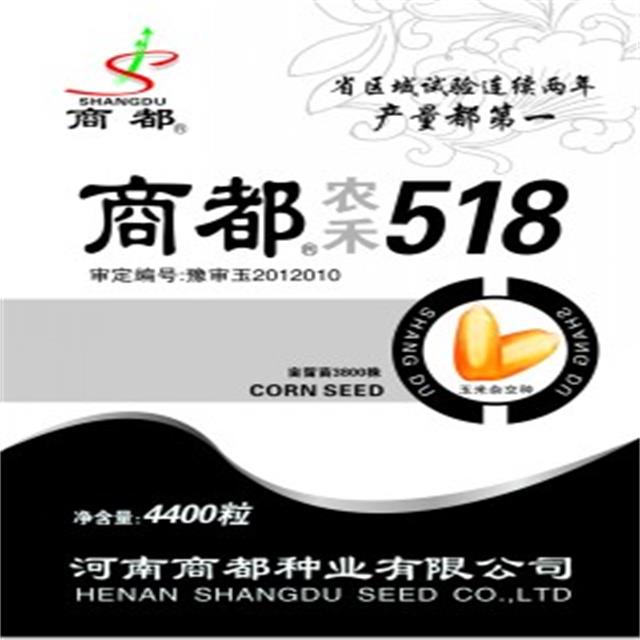 SHANGDU
商都®
省区域试验连续两年
产量都第一
商都®农禾518
审定编号:豫审玉2012010
SHANG DU
SHANG DU
亩留苗3800株
CORN SEED
玉米杂交种
净含量:4400粒
河南商都种业有限公司
HENAN SHANGDU SEED CO.,LTD